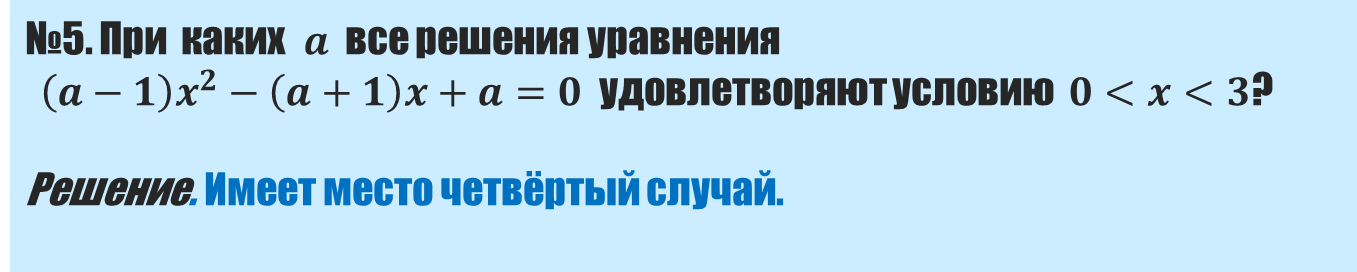 №5. При каких a все решения уравнения
(a − 1)x² − (a + 1)x + a = 0 удовлетворяют условию 0 < x < 3?
Решение. Имеет место четвёртый случай.